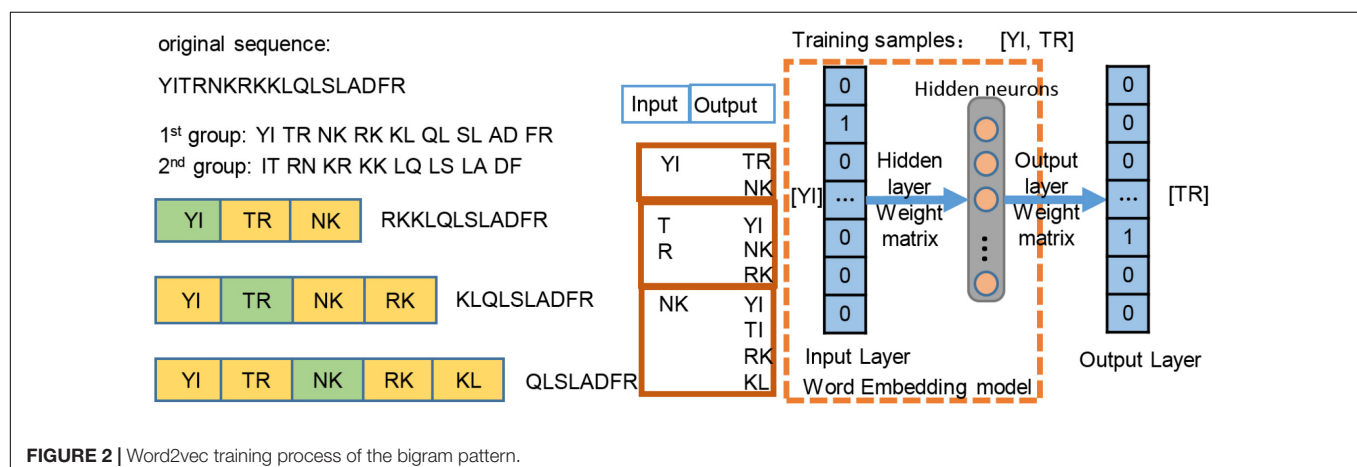 original sequence:
YITRNKRKKLQLSLADFR
1st group: YI TR NK RK KL QL SL AD FR
2nd group: IT RN KR KK LQ LS LA DF
YI TR NK RKKLQLSLADFR
YI TR NK RK KLQLSLADFR
YI TR NK RK KL QLSLADFR
Input Output
YI TR
NK
T YI
R NK
RK
NK YI
TI
RK
KL
Training samples: [YI, TR]
Hidden neurons
[YI]
0
1
0
...
0
0
0
Input Layer
Hidden
layer
Weight
matrix
Output
layer
Weight
matrix
0
0
0
...
1
0
0
[TR]
Output Layer
Word Embedding model
FIGURE 2 | Word2vec training process of the bigram pattern.